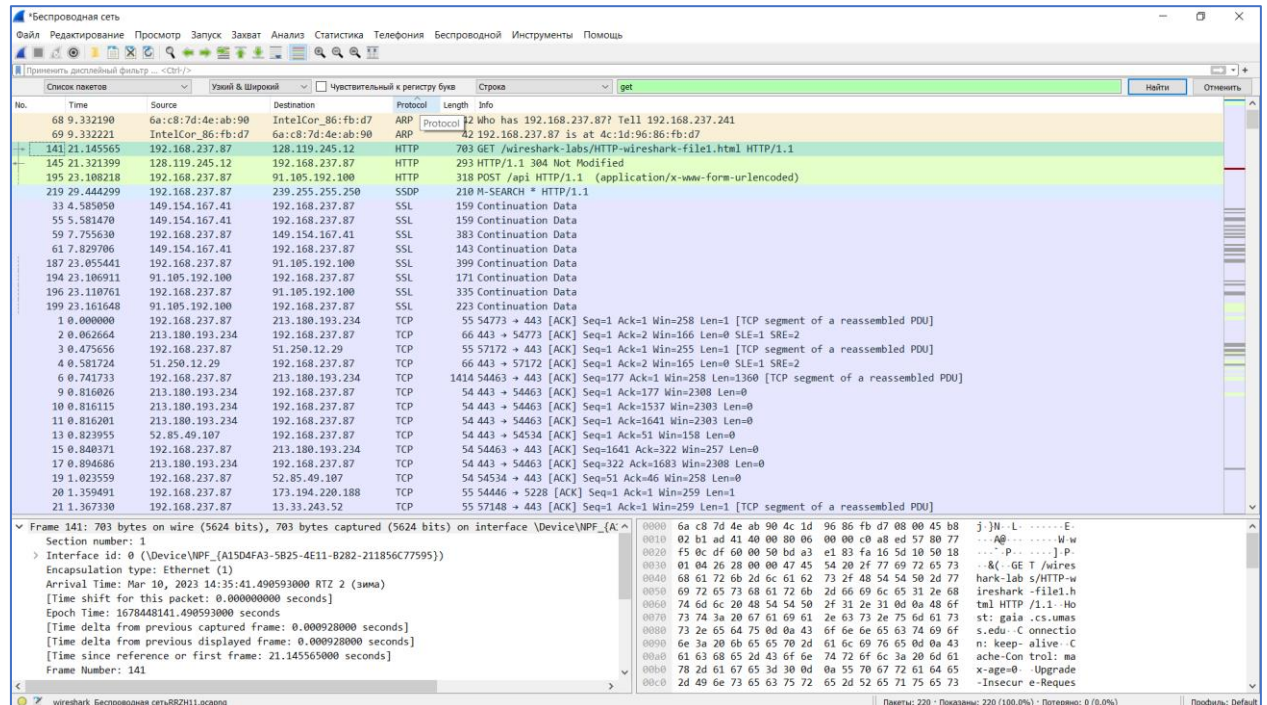 *Беспроводная сеть
Файл Редактирование Просмотр Запуск Захват Анализ Статистика Телефония Беспроводной Инструменты Помощь
Применить дисплейный фильтр ... <Ctrl-/>
Список пакетов Узкий & Широкий Чувствительный к регистру букв Строка get Найти Отменить
No. Time Source Destination Protocol Length Info
68 9.332190 6a:c8:7d:4e:ab:90 IntelCor_86:fb:d7 ARP 42 Who has 192.168.237.87? Tell 192.168.237.241
Protocol
69 9.332221 IntelCor_86:fb:d7 6a:c8:7d:4e:ab:90 ARP 42 192.168.237.87 is at 4c:1d:96:86:fb:d7
141 21.145565 192.168.237.87 128.119.245.12 HTTP 703 GET /wireshark-labs/HTTP-wireshark-file1.html HTTP/1.1
145 21.321399 128.119.245.12 192.168.237.87 HTTP 293 HTTP/1.1 304 Not Modified
195 23.108218 192.168.237.87 91.105.192.100 HTTP 318 POST /api HTTP/1.1 (application/x-www-form-urlencoded)
219 29.444299 192.168.237.87 239.255.255.250 SSDP 210 M-SEARCH * HTTP/1.1
33 4.585050 149.154.167.41 192.168.237.87 SSL 159 Continuation Data
55 5.581470 149.154.167.41 192.168.237.87 SSL 159 Continuation Data
59 7.755630 192.168.237.87 149.154.167.41 SSL 383 Continuation Data
61 7.829706 149.154.167.41 192.168.237.87 SSL 143 Continuation Data
187 23.055441 192.168.237.87 91.105.192.100 SSL 399 Continuation Data
194 23.106911 91.105.192.100 192.168.237.87 SSL 171 Continuation Data
196 23.110761 192.168.237.87 91.105.192.100 SSL 335 Continuation Data
199 23.161648 91.105.192.100 192.168.237.87 SSL 223 Continuation Data
1 0.000000 192.168.237.87 213.180.193.234 TCP 55 54773 → 443 [ACK] Seq=1 Ack=1 Win=258 Len=1 [TCP segment of a reassembled PDU]
2 0.062664 213.180.193.234 192.168.237.87 TCP 66 443 → 54773 [ACK] Seq=1 Ack=2 Win=166 Len=0 SLE=1 SRE=2
3 0.475656 192.168.237.87 51.250.12.29 TCP 55 57172 → 443 [ACK] Seq=1 Ack=1 Win=255 Len=1 [TCP segment of a reassembled PDU]
4 0.581724 51.250.12.29 192.168.237.87 TCP 66 443 → 57172 [ACK] Seq=1 Ack=2 Win=165 Len=0 SLE=1 SRE=2
6 0.741733 192.168.237.87 213.180.193.234 TCP 1414 54463 → 443 [ACK] Seq=177 Ack=1 Win=258 Len=1360 [TCP segment of a reassembled PDU]
9 0.816026 213.180.193.234 192.168.237.87 TCP 54 443 → 54463 [ACK] Seq=1 Ack=177 Win=2308 Len=0
10 0.816115 213.180.193.234 192.168.237.87 TCP 54 443 → 54463 [ACK] Seq=1 Ack=1537 Win=2303 Len=0
11 0.816201 213.180.193.234 192.168.237.87 TCP 54 443 → 54463 [ACK] Seq=1 Ack=1641 Win=2303 Len=0
13 0.823955 52.85.49.107 192.168.237.87 TCP 54 443 → 54534 [ACK] Seq=1 Ack=51 Win=158 Len=0
15 0.840371 192.168.237.87 213.180.193.234 TCP 54 54463 → 443 [ACK] Seq=1641 Ack=322 Win=257 Len=0
17 0.894686 213.180.193.234 192.168.237.87 TCP 54 443 → 54463 [ACK] Seq=322 Ack=1683 Win=2308 Len=0
19 1.023559 192.168.237.87 52.85.49.107 TCP 54 54534 → 443 [ACK] Seq=51 Ack=46 Win=258 Len=0
20 1.359491 192.168.237.87 173.194.220.188 TCP 55 54446 → 5228 [ACK] Seq=1 Ack=1 Win=259 Len=1
21 1.367330 192.168.237.87 13.33.243.52 TCP 55 57148 → 443 [ACK] Seq=1 Ack=1 Win=259 Len=1 [TCP segment of a reassembled PDU]
Frame 141: 703 bytes on wire (5624 bits), 703 bytes captured (5624 bits) on interface \Device\NPF_{A:
Section number: 1
Interface id: 0 (\Device\NPF_{A15D4FA3-5B25-4E11-B282-211856C77595})
Encapsulation type: Ethernet (1)
Arrival Time: Mar 10, 2023 14:35:41.490593000 RTZ 2 (зима)
[Time shift for this packet: 0.000000000 seconds]
Epoch Time: 1678448141.490593000 seconds
[Time delta from previous captured frame: 0.000928000 seconds]
[Time delta from previous displayed frame: 0.000928000 seconds]
[Time since reference or first frame: 21.145565000 seconds]
Frame Number: 141
0000 6a c8 7d 4e ab 90 4c 1d 96 86 fb d7 08 00 45 b8 j·}N··L· ······E·
0010 02 b1 ad 41 40 00 80 06 00 00 c0 a8 ed 57 80 77 ···A@··· ·····W·w
0020 f5 0c df 60 00 50 bd a3 e1 83 fa 16 5d 10 50 18 ···`·P·· ····]·P·
0030 01 04 26 28 00 00 47 45 54 20 2f 77 69 72 65 73 ··&(··GE T /wires
0040 68 61 72 6b 2d 6c 61 62 73 2f 48 54 54 50 2d 77 hark-lab s/HTTP-w
0050 69 72 65 73 68 61 72 6b 2d 66 69 6c 65 31 2e 68 ireshark -file1.h
0060 74 6d 6c 20 48 54 54 50 2f 31 2e 31 0d 0a 48 6f tml HTTP /1.1··Ho
0070 73 74 3a 20 67 61 69 61 2e 63 73 2e 75 6d 61 73 st: gaia .cs.umas
0080 73 2e 65 64 75 0d 0a 43 6f 6e 6e 65 63 74 69 6f s.edu··C onnectio
0090 6e 3a 20 6b 65 65 70 2d 61 6c 69 76 65 0d 0a 43 n: keep- alive··C
00a0 61 63 68 65 2d 43 6f 6e 74 72 6f 6c 3a 20 6d 61 ache-Con trol: ma
00b0 78 2d 61 67 65 3d 30 0d 0a 55 70 67 72 61 64 65 x-age=0· ·Upgrade
00c0 2d 49 6e 73 65 63 75 72 65 2d 52 65 71 75 65 73 -Insecur e-Reques
wireshark_Беспроводная сетьRRZH11.pcapng Пакеты: 220 · Показаны: 220 (100.0%) · Потеряно: 0 (0.0%) Профиль: Default